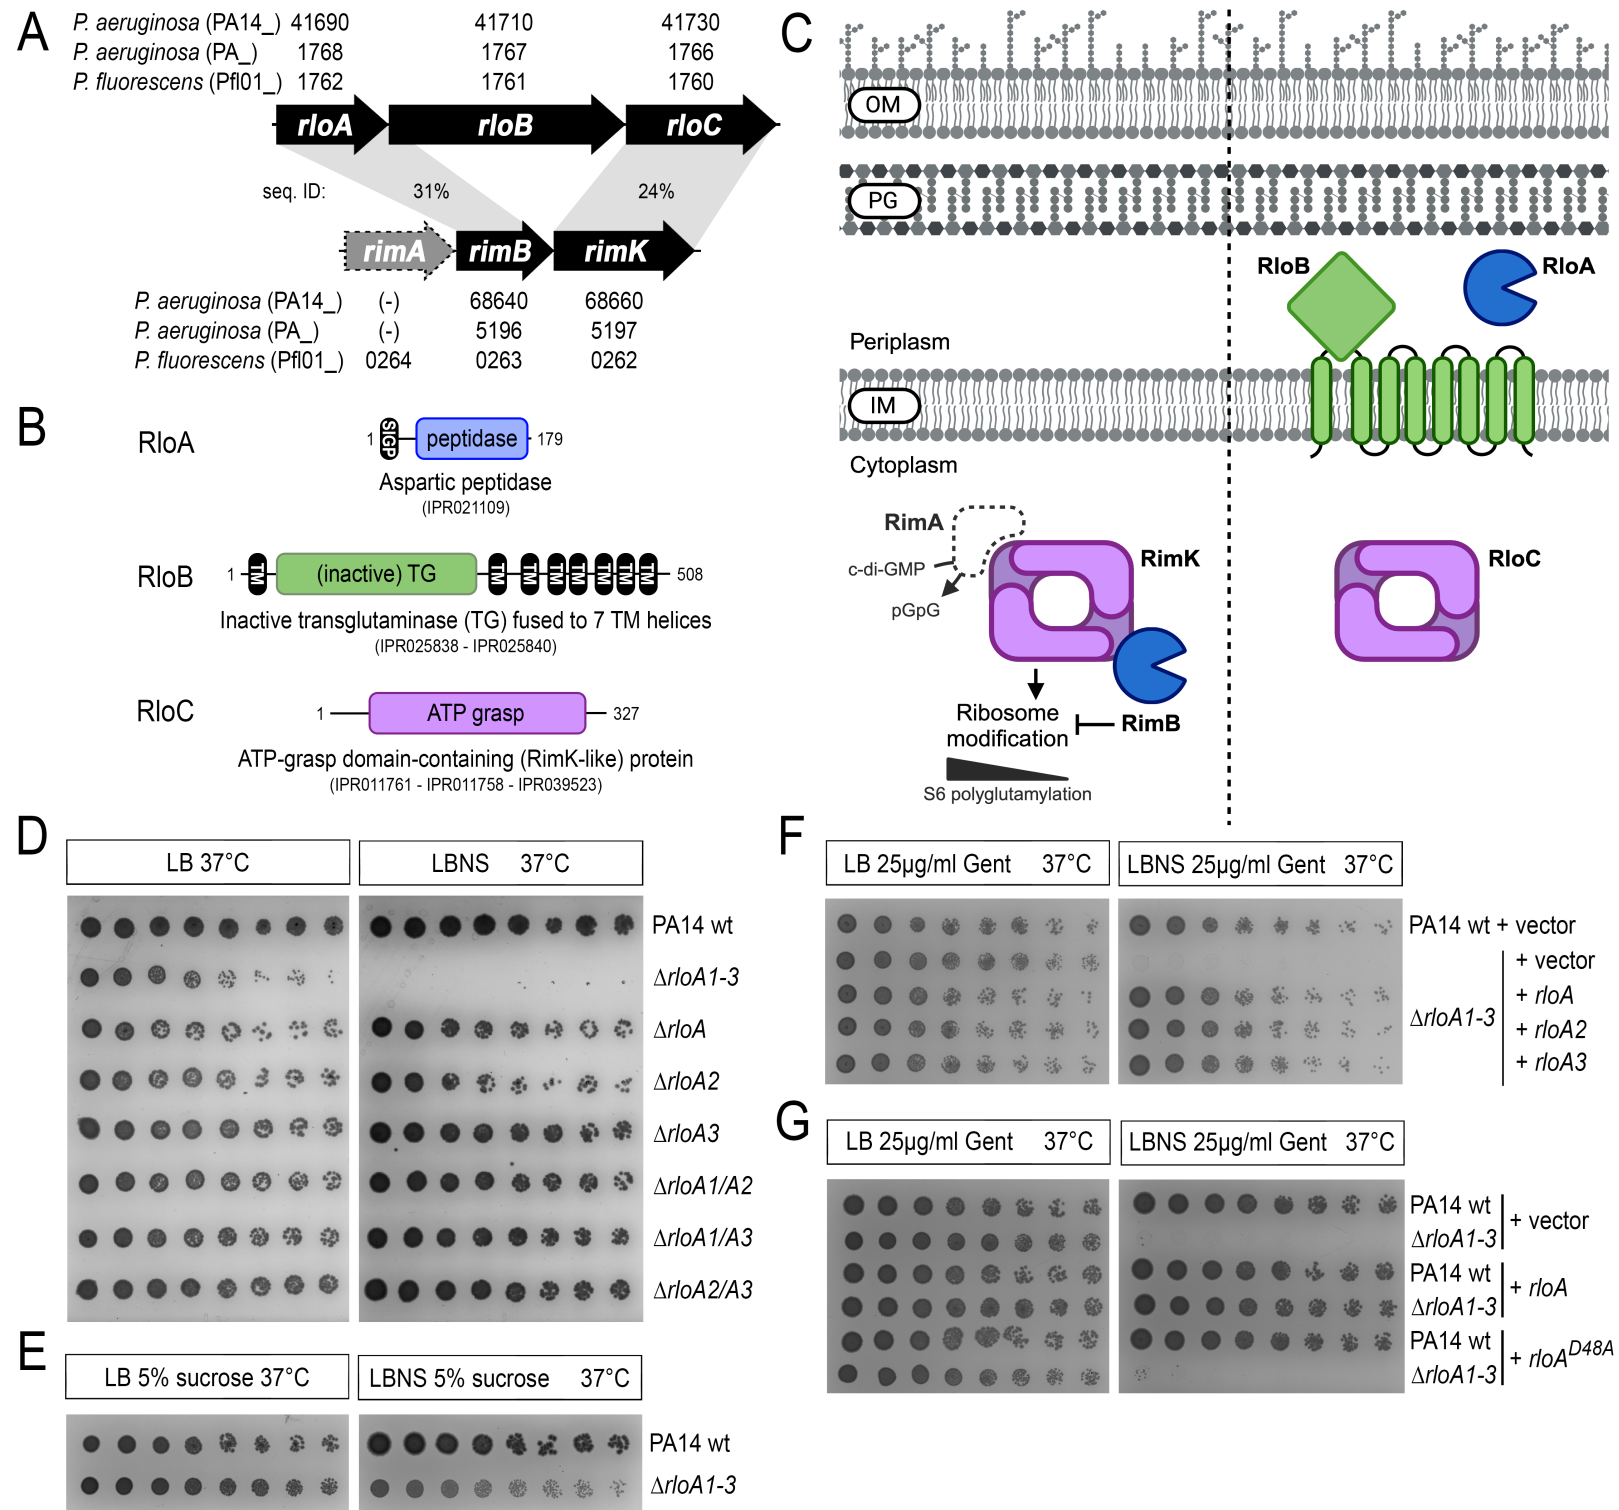 A
P. aeruginosa (PA14_) 41690 41710 41730
P. aeruginosa (PA_) 1768 1767 1766
P. fluorescens (Pfl01_) 1762 1761 1760
rloA rloB rloC
seq. ID: 31% 24%
rimA rimB rimK
P. aeruginosa (PA14_) (-) 68640 68660
P. aeruginosa (PA_) (-) 5196 5197
P. fluorescens (Pfl01_) 0264 0263 0262
B
RloA 1 SIGP peptidase 179
Aspartic peptidase
(IPR021109)
RloB 1 TM (inactive) TG TM TM TM TM TM TM TM 508
Inactive transglutaminase (TG) fused to 7 TM helices
(IPR025838 - IPR025840)
RloC 1 ATP grasp 327
ATP-grasp domain-containing (RimK-like) protein
(IPR011761 - IPR011758 - IPR039523)
C
OM
PG
RloB RloA
Periplasm
IM
Cytoplasm
RimA
RimK
RloC
c-di-GMP
pGpG
Ribosome
modification
RimB
S6 polyglutamylation
D
LB 37°C LBNS 37°C
PA14 wt
ΔrloA1-3
ΔrloA
ΔrloA2
ΔrloA3
ΔrloA1/A2
ΔrloA1/A3
ΔrloA2/A3
E
LB 5% sucrose 37°C LBNS 5% sucrose 37°C
PA14 wt
ΔrloA1-3
F
LB 25µg/ml Gent 37°C LBNS 25µg/ml Gent 37°C
PA14 wt + vector
+ vector
+ rloA
ΔrloA1-3
+ rloA2
+ rloA3
G
LB 25µg/ml Gent 37°C LBNS 25µg/ml Gent 37°C
PA14 wt
+ vector
ΔrloA1-3
PA14 wt
+ rloA
ΔrloA1-3
PA14 wt
+ rloA^D48A
ΔrloA1-3